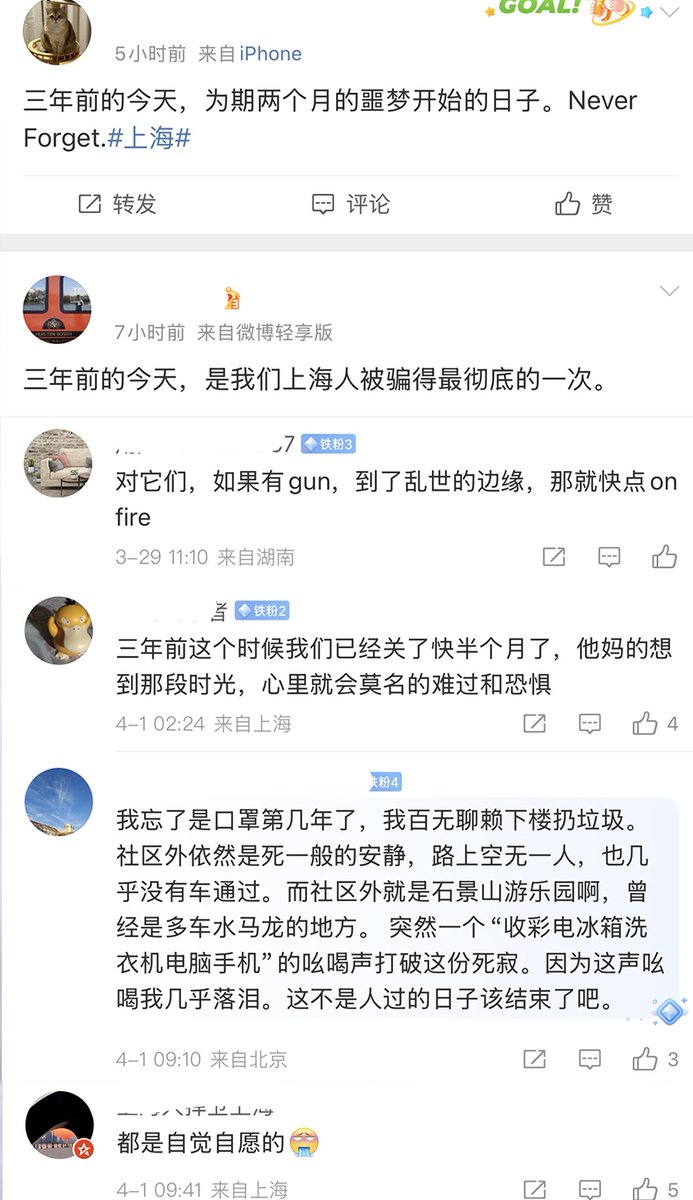 GOAL!
5小时前 来自iPhone
三年前的今天，为期两个月的噩梦开始的日子。Never
Forget.#上海#
转发 评论 赞
7小时前 来自微博轻享版
三年前的今天，是我们上海人被骗得最彻底的一次。
7 铁粉3
对它们，如果有gun，到了乱世的边缘，那就快点on
fire
3-29 11:10 来自湖南
者 铁粉2
三年前这个时候我们已经关了快半个月了，他妈的想
到那段时光，心里就会莫名的难过和恐惧
4-1 02:24 来自上海 4
铁粉4
我忘了是口罩第几年了，我百无聊赖下楼扔垃圾。
社区外依然是死一般的安静，路上空无一人，也几
乎没有车通过。而社区外就是石景山游乐园啊，曾
经是多车水马龙的地方。 突然一个“收彩电冰箱洗
衣机电脑手机”的吆喝声打破这份死寂。因为这声吆
喝我几乎落泪。这不是人过的日子该结束了吧。
4-1 09:10 来自北京 3
都是自觉自愿的
4-1 09:41 来自上海 5